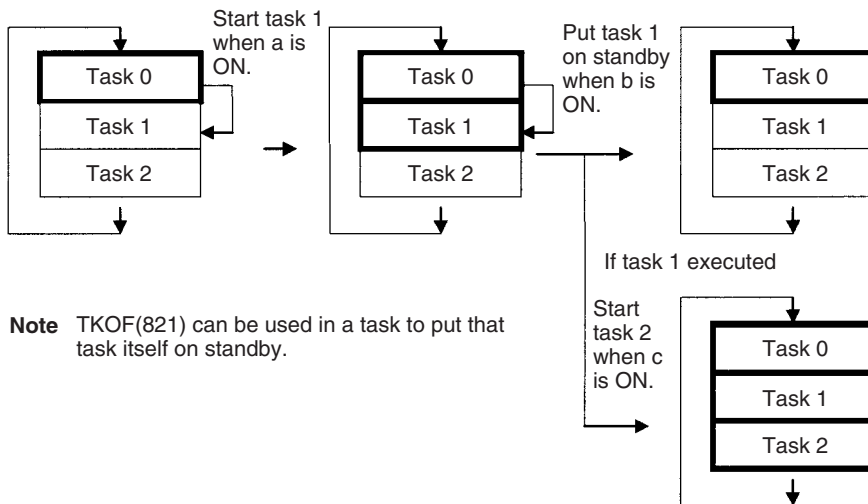 Start task 1
when a is
ON.
Task 0
Task 1
Task 2
Task 0
Task 1
Task 2
Put task 1
on standby
when b is
ON.
Task 0
Task 1
Task 2
If task 1 executed
Note TKOF(821) can be used in a task to put that
task itself on standby.
Start
task 2
when c
is ON.
Task 0
Task 1
Task 2